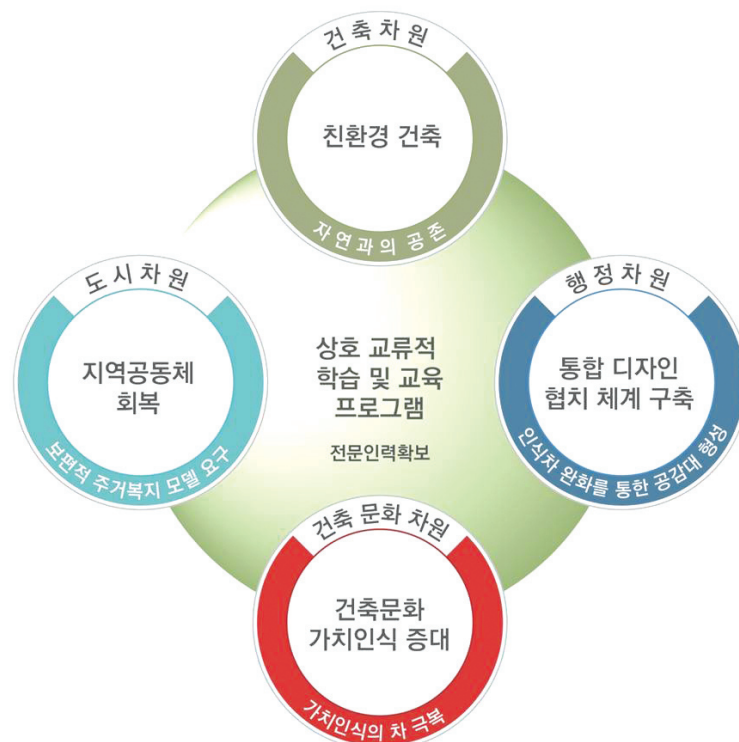 건축차원
친환경 건축
자연과의 공존
도시차원
지역공동체
회복
보편적 주거복지 모델 요구
상호 교류적
학습 및 교육
프로그램
전문인력확보
행정차원
통합 디자인
협치 체계 구축
인식차 완화를 통한 공감대 형성
건축 문화 차원
건축문화
가치인식 증대
가치인식의 차 극복